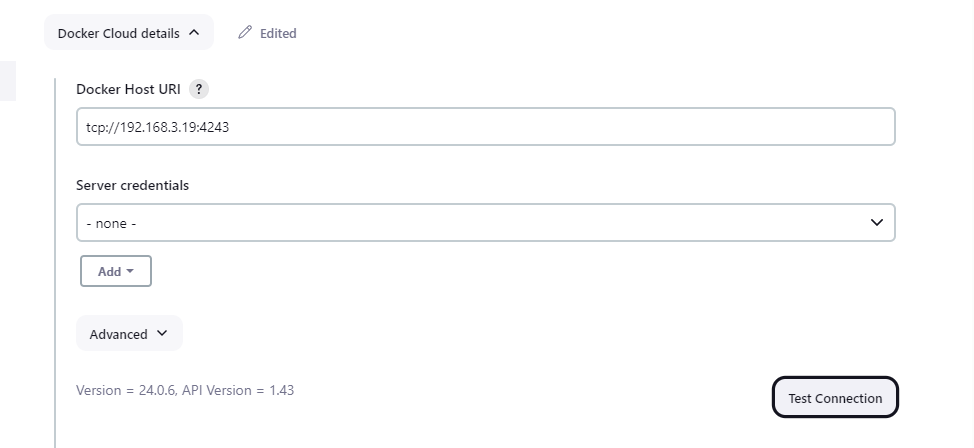 Docker Cloud details
Edited
Docker Host URI ?
tcp://192.168.3.19:4243
Server credentials
- none -
Add
Advanced
Version = 24.0.6, API Version = 1.43
Test Connection